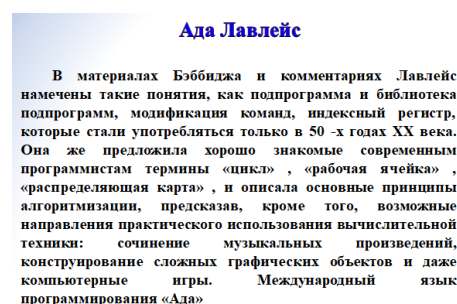 Ада Лавлейс
В материалах Бэббиджа и комментариях Лавлейс
намечены такие понятия, как подпрограмма и библиотека
подпрограмм, модификация команд, индексный регистр,
которые стали употребляться только в 50 -х годах ХХ века.
Она же предложила хорошо знакомые современным
программистам термины «цикл» , «рабочая ячейка» ,
«распределяющая карта» , и описала основные принципы
алгоритмизации, предсказав, кроме того, возможные
направления практического использования вычислительной
техники: сочинение музыкальных произведений,
конструирование сложных графических объектов и даже
компьютерные игры. Международный язык
программирования «Ада»